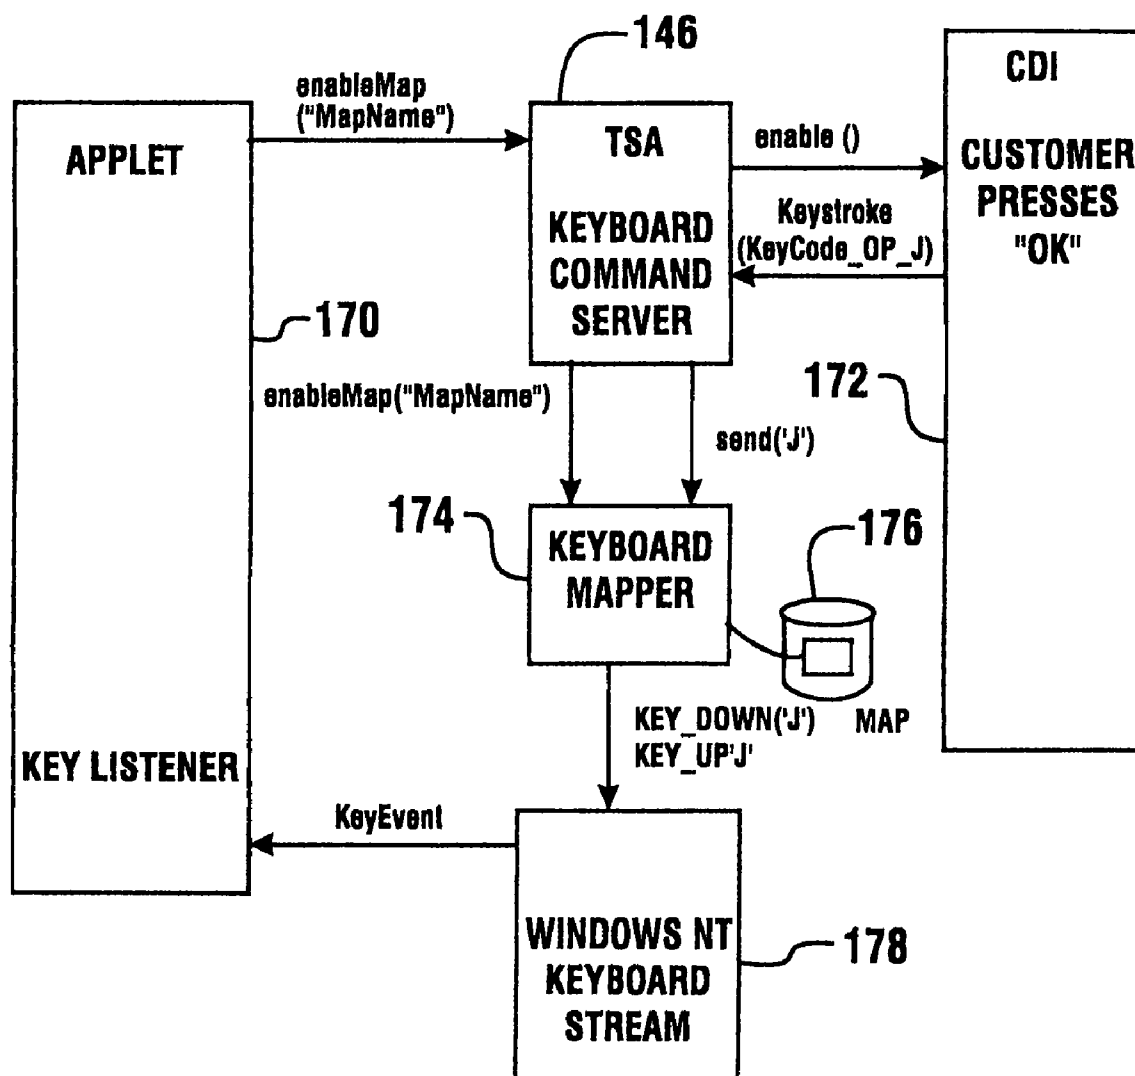 146
CDI
enableMap
("MapName")
APPLET
TSA
enable ()
CUSTOMER
PRESSES
"OK"
KEYBOARD
COMMAND
SERVER
Keystroke
(KeyCode_OP_J)
170
172
enableMap("MapName")
send('J')
174
KEYBOARD
MAPPER
176
KEY_DOWN('J')
KEY_UP'J'
MAP
KEY LISTENER
KeyEvent
WINDOWS NT
KEYBOARD
STREAM
178